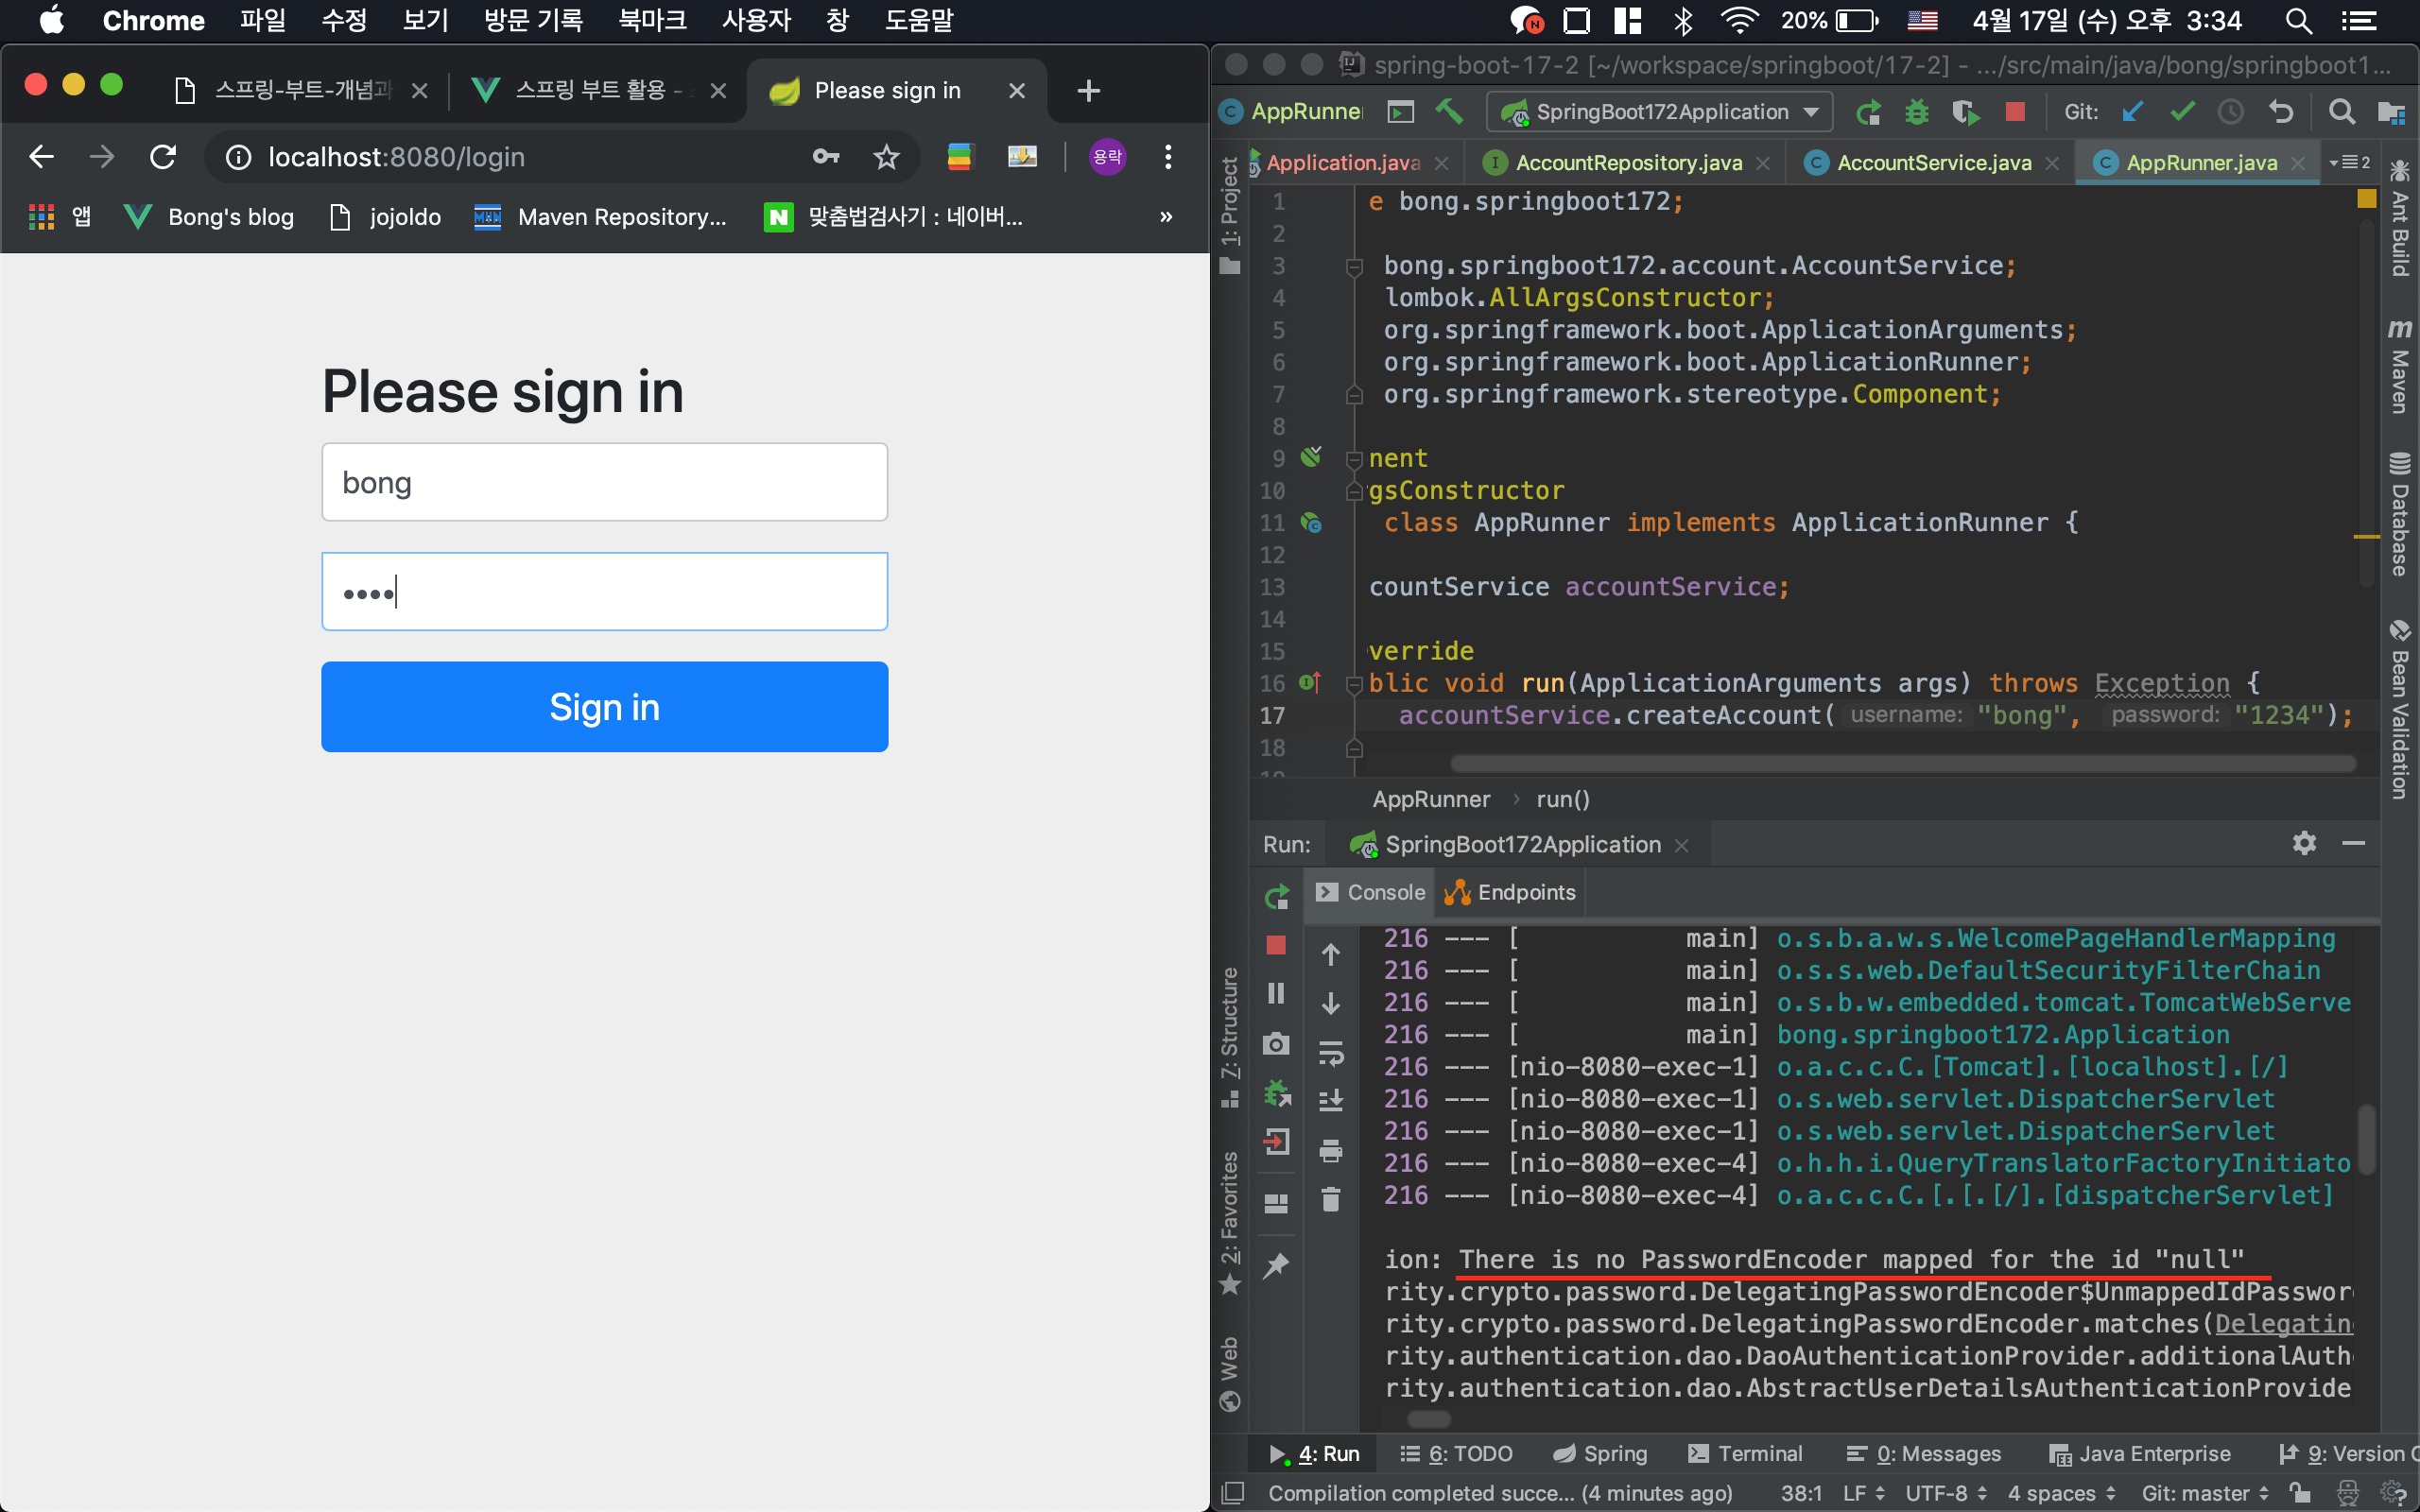 Chrome 파일 수정 보기 방문 기록 북마크 사용자 창 도움말 20% 4월 17일 (수) 오후 3:34
스프링-부트-개념과 스프링 부트 활용 - Please sign in
localhost:8080/login 용락
앱 Bong's blog jojoldo Maven Repository... 맞춤법검사기 : 네이버... »
Please sign in
bong
••••
Sign in
spring-boot-17-2 [~/workspace/springboot/17-2] - .../src/main/java/bong/springboot1...
AppRunner SpringBoot172Application Git:
Application.java AccountRepository.java AccountService.java AppRunner.java 2
1 e bong.springboot172;
2
3 bong.springboot172.account.AccountService;
4 lombok.AllArgsConstructor;
5 org.springframework.boot.ApplicationArguments;
6 org.springframework.boot.ApplicationRunner;
7 org.springframework.stereotype.Component;
8
9 nent
10 gsConstructor
11 class AppRunner implements ApplicationRunner {
12
13 countService accountService;
14
15 verride
16 blic void run(ApplicationArguments args) throws Exception {
17 accountService.createAccount( username: "bong", password: "1234");
18
AppRunner › run()
Run: SpringBoot172Application
Console Endpoints
216 --- [ main] o.s.b.a.w.s.WelcomePageHandlerMapping
216 --- [ main] o.s.s.web.DefaultSecurityFilterChain
216 --- [ main] o.s.b.w.embedded.tomcat.TomcatWebServe
216 --- [ main] bong.springboot172.Application
216 --- [nio-8080-exec-1] o.a.c.c.C.[Tomcat].[localhost].[/]
216 --- [nio-8080-exec-1] o.s.web.servlet.DispatcherServlet
216 --- [nio-8080-exec-1] o.s.web.servlet.DispatcherServlet
216 --- [nio-8080-exec-4] o.h.h.i.QueryTranslatorFactoryInitiato
216 --- [nio-8080-exec-4] o.a.c.c.C.[.[.[/].[dispatcherServlet]
ion: There is no PasswordEncoder mapped for the id "null"
rity.crypto.password.DelegatingPasswordEncoder$UnmappedIdPasswor
rity.crypto.password.DelegatingPasswordEncoder.matches(Delegatin
rity.authentication.dao.DaoAuthenticationProvider.additionalAuth
rity.authentication.dao.AbstractUserDetailsAuthenticationProvide
1: Project
7: Structure
2: Favorites
Web
Ant Build
Maven
Database
Bean Validation
4: Run 6: TODO Spring Terminal 0: Messages Java Enterprise 9: Version C
Compilation completed succe... (4 minutes ago) 38:1 LF UTF-8 4 spaces Git: master